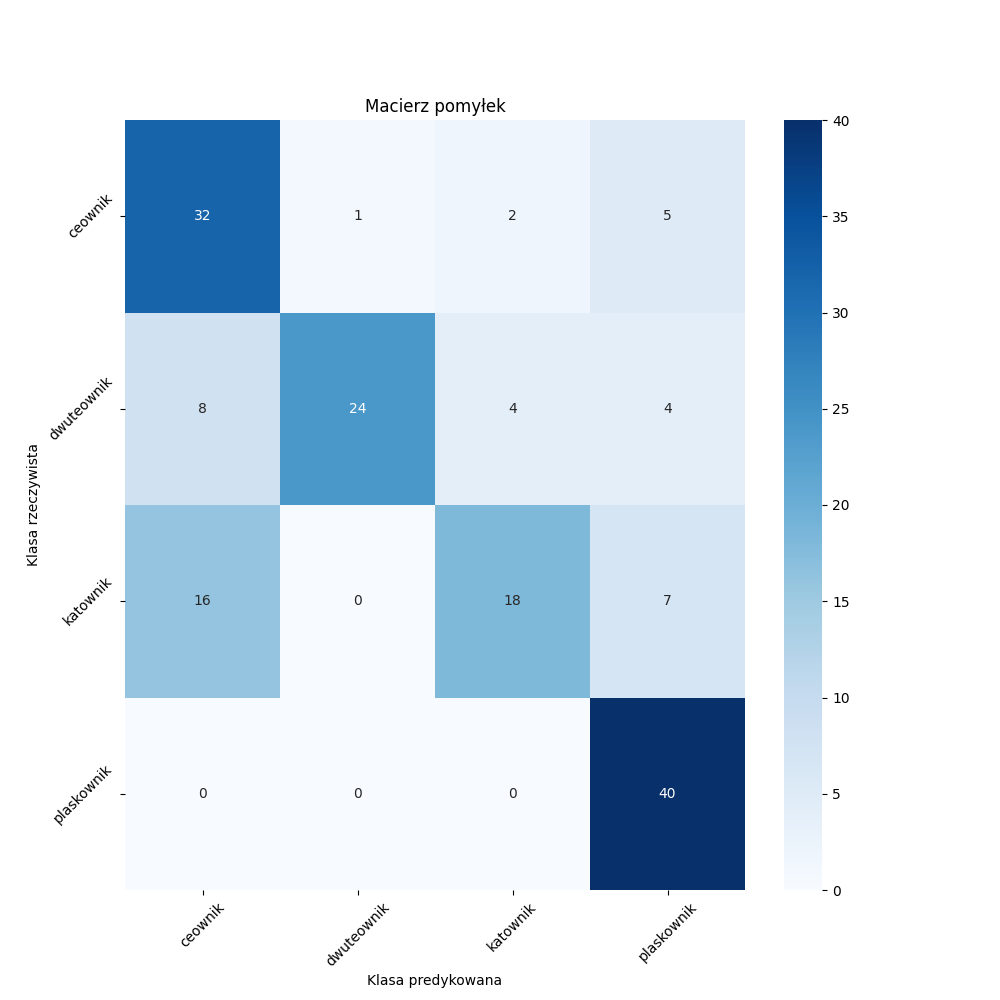 Macierz pomyłek
Klasa rzeczywista
ceownik 32 1 2 5
dwuteownik 8 24 4 4
katownik 16 0 18 7
plaskownik 0 0 0 40
ceownik dwuteownik katownik plaskownik
Klasa predykowana
40
35
30
25
20
15
10
5
0